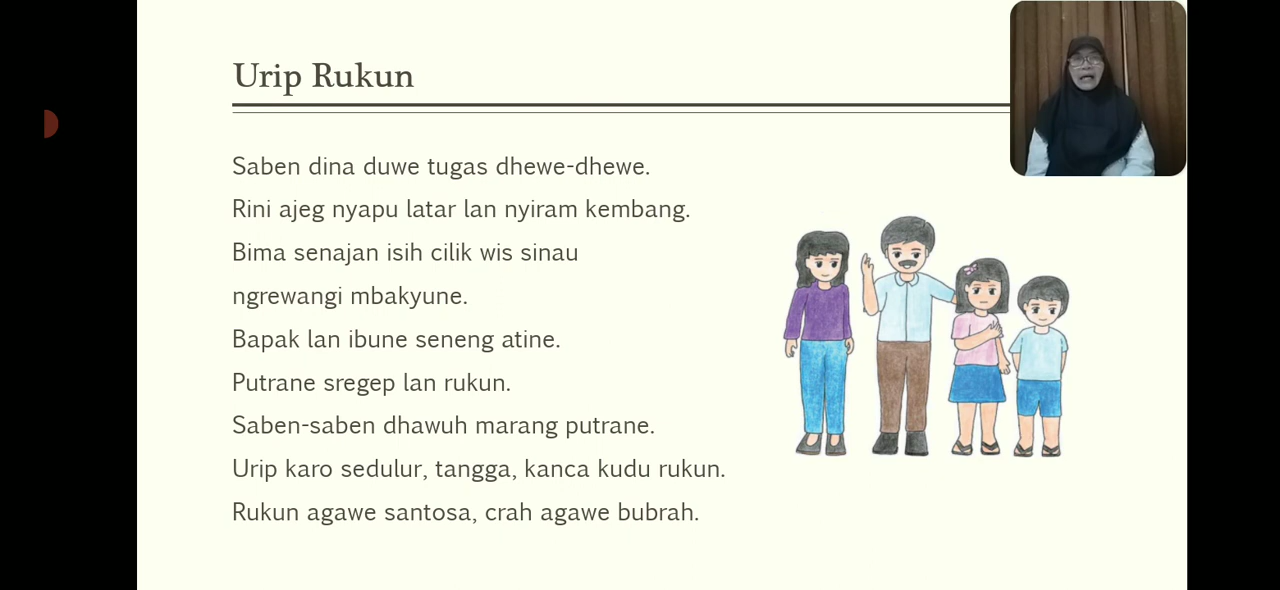 Urip Rukun
Saben dina duwe tugas dhewe-dhewe.
Rini ajeg nyapu latar lan nyiram kembang.
Bima senajan isih cilik wis sinau
ngrewangi mbakyune.
Bapak lan ibune seneng atine.
Putrane sregep lan rukun.
Saben-saben dhawuh marang putrane.
Urip karo sedulur, tangga, kanca kudu rukun.
Rukun agawe santosa, crah agawe bubrah.